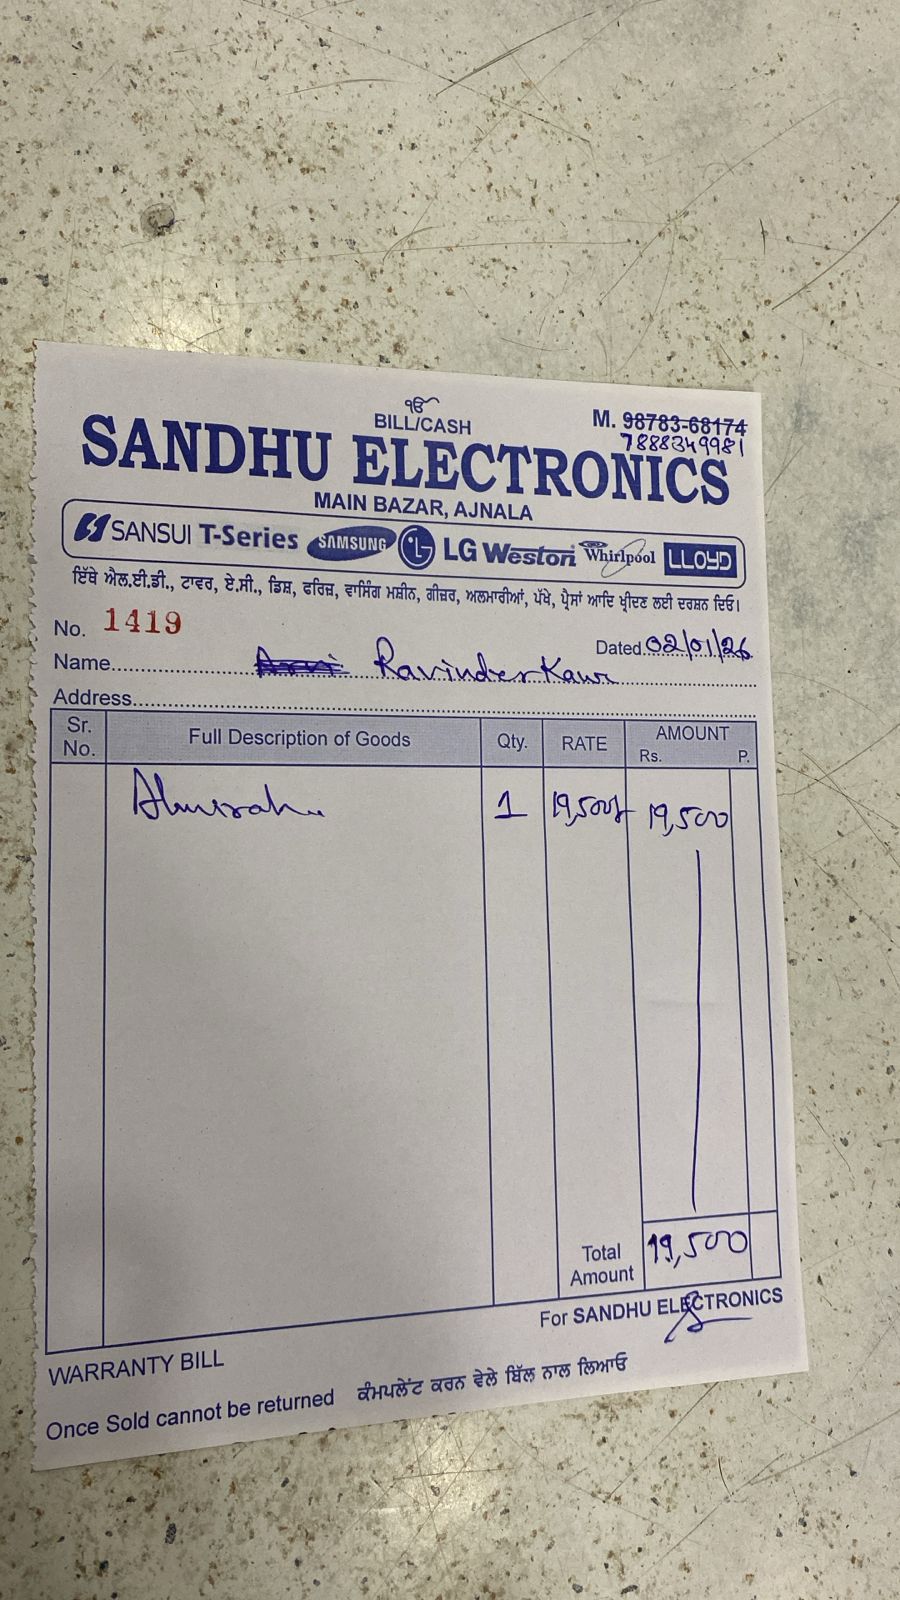 ੴ
BILL/CASH
M. 98783-68174
7888349981
SANDHU ELECTRONICS
MAIN BAZAR, AJNALA
SANSUI T-Series SAMSUNG LG LG Weston Whirlpool LLOYD
ਇੱਥੇ ਐਲ.ਈ.ਡੀ., ਟਾਵਰ, ਏ.ਸੀ., ਡਿਸ਼, ਫਰਿਜ਼, ਵਾਸਿੰਗ ਮਸ਼ੀਨ, ਗੀਜ਼ਰ, ਅਲਮਾਰੀਆਂ, ਪੱਖੇ, ਪ੍ਰੈਸਾਂ ਆਦਿ ਖ੍ਰੀਦਣ ਲਈ ਦਰਸ਼ਨ ਦਿਓ।
No. 1419
Dated 02/01/26
Name Ravinder Kaur
Address
Sr. No. Full Description of Goods Qty. RATE AMOUNT Rs. P.
1 19,500/- 19,500
Total Amount 19,500
For SANDHU ELECTRONICS
WARRANTY BILL
Once Sold cannot be returned ਕੰਮਪਲੇਂਟ ਕਰਨ ਵੇਲੇ ਬਿੱਲ ਨਾਲ ਲਿਆਓ